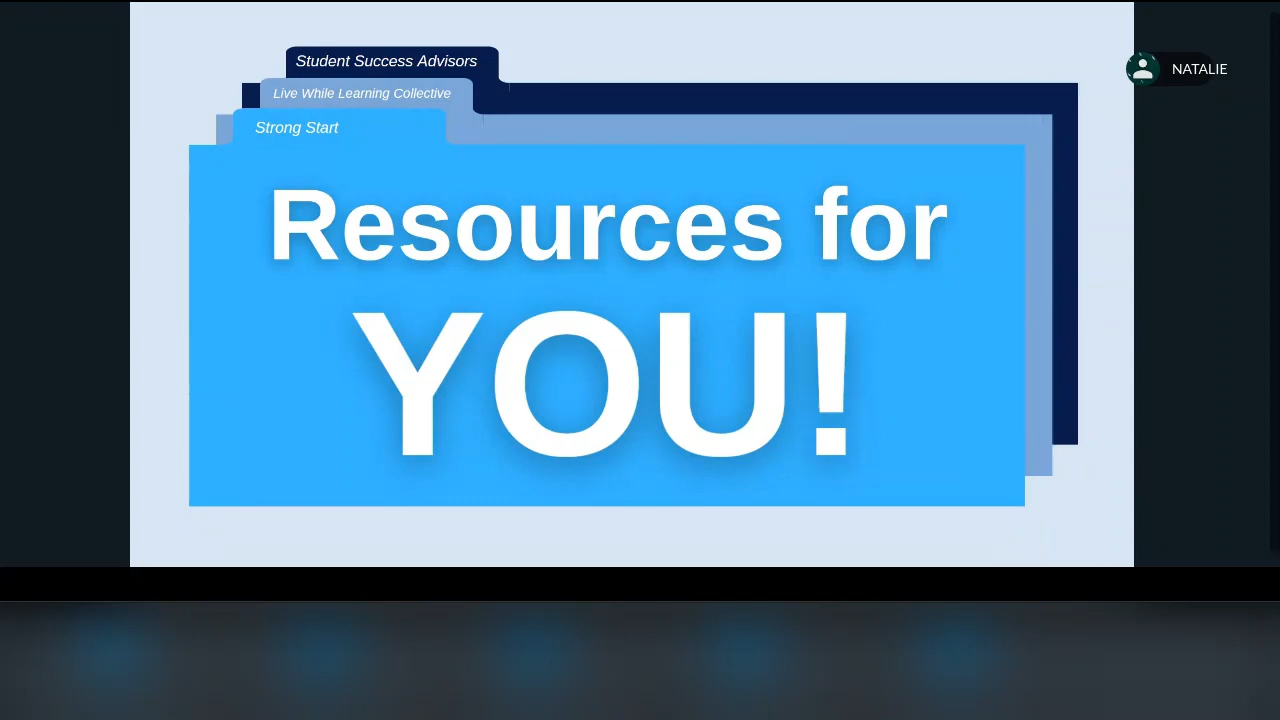 Student Success Advisors
Live While Learning Collective
Strong Start
Resources for
YOU!
NATALIE